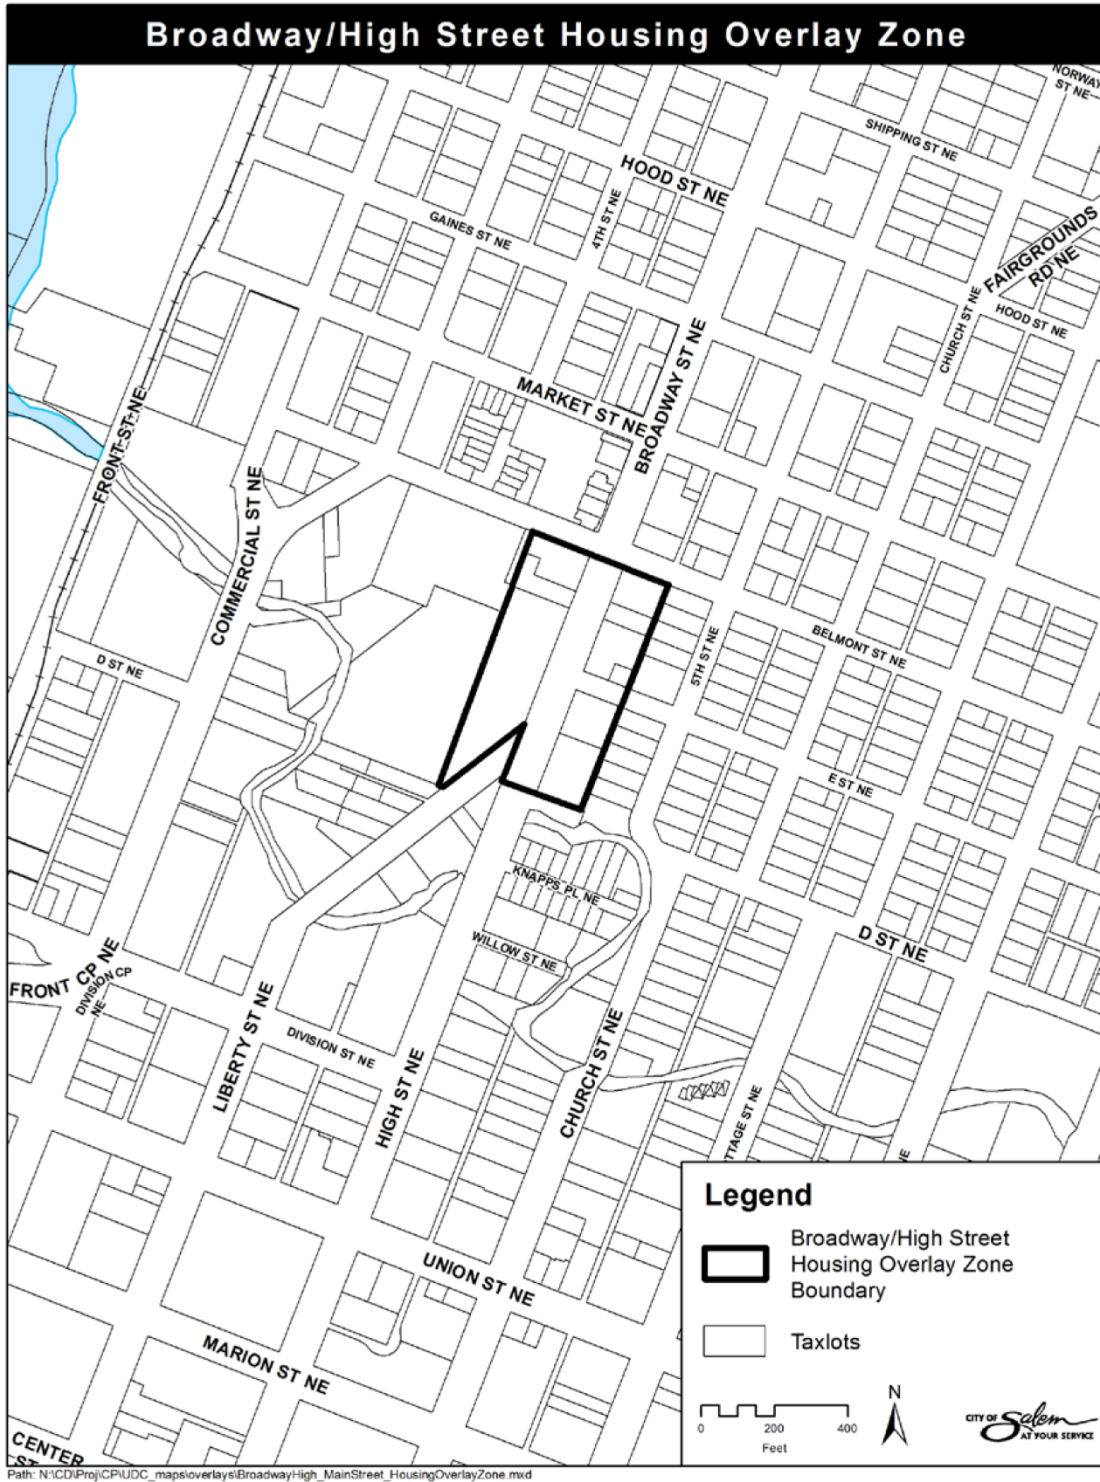 Broadway/High Street Housing Overlay Zone
NORWAY
ST NE
SHIPPING ST NE
HOOD ST NE
4TH ST NE
GAINES ST NE
FAIRGROUNDS
RD NE
CHURCH ST NE
HOOD ST NE
BROADWAY ST NE
MARKET ST NE
FRONT ST NE
COMMERCIAL ST NE
5TH ST NE
BELMONT ST NE
D ST NE
E ST NE
KNAPPS PL NE
D ST NE
WILLOW ST NE
FRONT CP NE
DIVISION CP
NE
LIBERTY ST NE
DIVISION ST NE
HIGH ST NE
CHURCH ST NE
TTAGE ST NE
NE
UNION ST NE
MARION ST NE
CENTER
ST
Legend
Broadway/High Street
Housing Overlay Zone
Boundary
Taxlots
N
0 200 400
Feet
CITY OF Salem
AT YOUR SERVICE
Path: N:\CD\Proj\CP\UDC_maps\overlays\BroadwayHigh_MainStreet_HousingOverlayZone.mxd